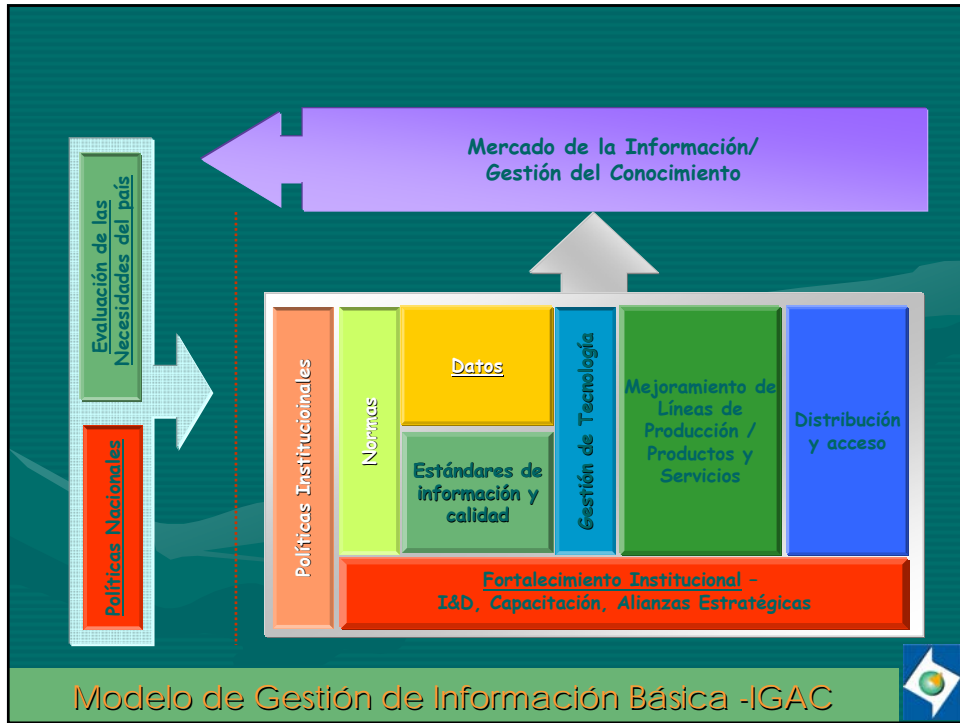 Mercado de la Información/
Gestión del Conocimiento
Evaluación de las
Necesidades del país
Políticas Nacionales
Políticas Institucioinales
Normas
Datos
Estándares de
información y
calidad
Gestión de Tecnología
Mejoramiento de
Líneas de
Producción /
Productos y
Servicios
Distribución
y acceso
Fortalecimiento Institucional –
I&D, Capacitación, Alianzas Estratégicas
Modelo de Gestión de Información Básica -IGAC